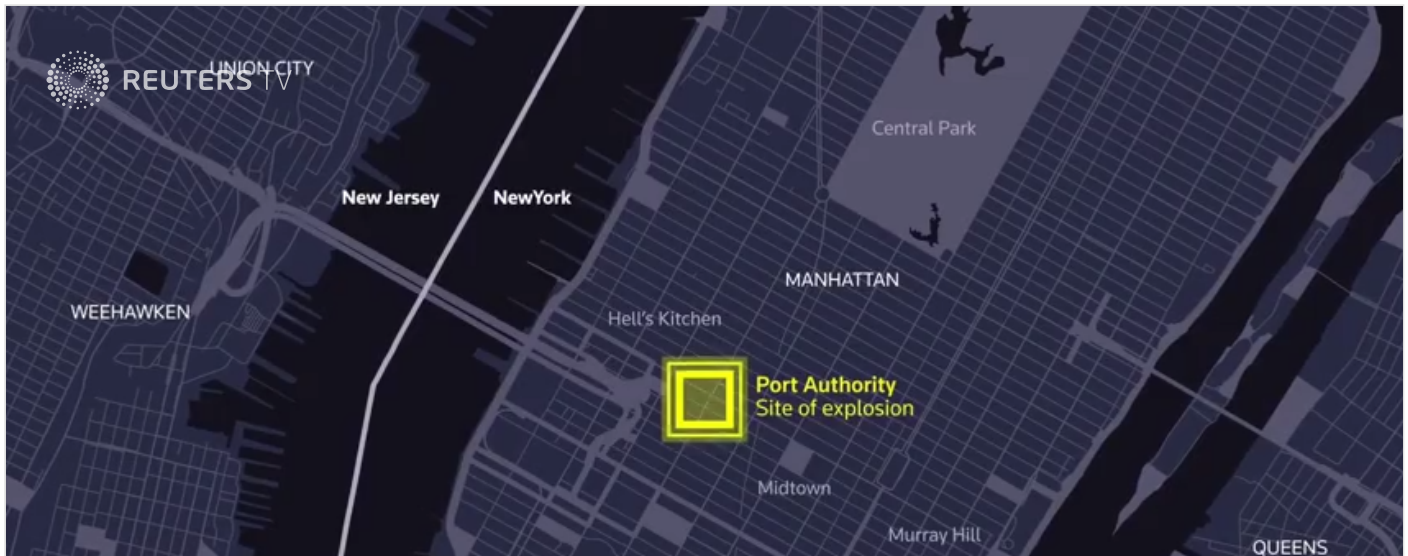 UNION CITY
REUTERS TV
Central Park
New Jersey
NewYork
MANHATTAN
WEEHAWKEN
Hell's Kitchen
Port Authority
Site of explosion
Midtown
Murray Hill
QUEENS